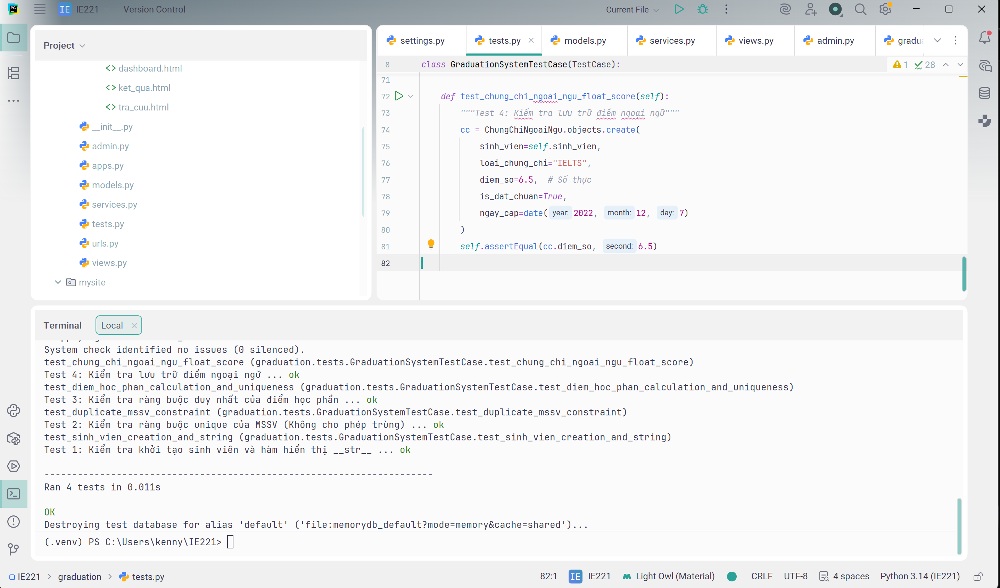 PC
IE IE221 Version Control Current File
Project
dashboard.html
ket_qua.html
tra_cuu.html
__init__.py
admin.py
apps.py
models.py
services.py
tests.py
urls.py
views.py
mysite
settings.py tests.py models.py services.py views.py admin.py
8 class GraduationSystemTestCase(TestCase): 1 28
71
72 def test_chung_chi_ngoai_ngu_float_score(self):
73 """Test 4: Kiểm tra lưu trữ điểm ngoại ngữ"""
74 cc = ChungChiNgoaiNgu.objects.create(
75 sinh_vien=self.sinh_vien,
76 loai_chung_chi="IELTS",
77 diem_so=6.5, # Số thực
78 is_dat_chuan=True,
79 ngay_cap=date( year: 2022, month: 12, day: 7)
80 )
81 self.assertEqual(cc.diem_so, second: 6.5)
82
Terminal Local
System check identified no issues (0 silenced).
test_chung_chi_ngoai_ngu_float_score (graduation.tests.GraduationSystemTestCase.test_chung_chi_ngoai_ngu_float_score)
Test 4: Kiểm tra lưu trữ điểm ngoại ngữ ... ok
test_diem_hoc_phan_calculation_and_uniqueness (graduation.tests.GraduationSystemTestCase.test_diem_hoc_phan_calculation_and_uniqueness)
Test 3: Kiểm tra ràng buộc duy nhất của điểm học phần ... ok
test_duplicate_mssv_constraint (graduation.tests.GraduationSystemTestCase.test_duplicate_mssv_constraint)
Test 2: Kiểm tra ràng buộc unique của MSSV (Không cho phép trùng) ... ok
test_sinh_vien_creation_and_string (graduation.tests.GraduationSystemTestCase.test_sinh_vien_creation_and_string)
Test 1: Kiểm tra khởi tạo sinh viên và hàm hiển thị __str__ ... ok
----------------------------------------------------------------------
Ran 4 tests in 0.011s
OK
Destroying test database for alias 'default' ('file:memorydb_default?mode=memory&cache=shared')...
(.venv) PS C:\Users\kenny\IE221>
IE221 > graduation > tests.py 82:1 IE IE221 Light Owl (Material) CRLF UTF-8 4 spaces Python 3.14 (IE221)